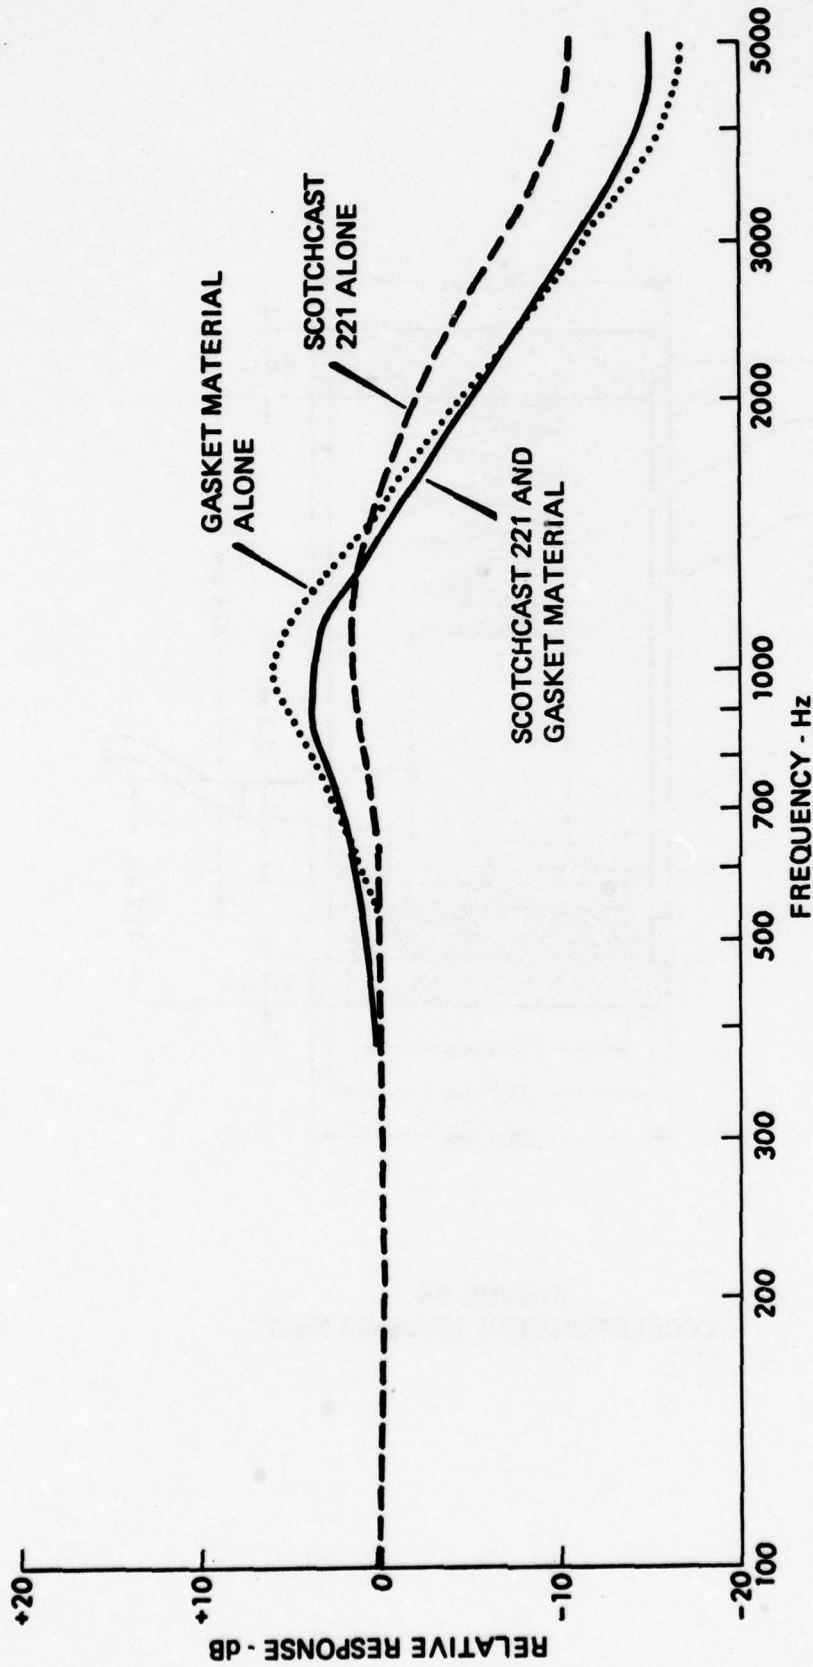 +20
+10
0
-10
-20
RELATIVE RESPONSE - dB
100
200
300
500
700
1000
2000
3000
5000
FREQUENCY - Hz
GASKET MATERIAL
ALONE
SCOTCHCAST
221 ALONE
SCOTCHCAST 221 AND
GASKET MATERIAL